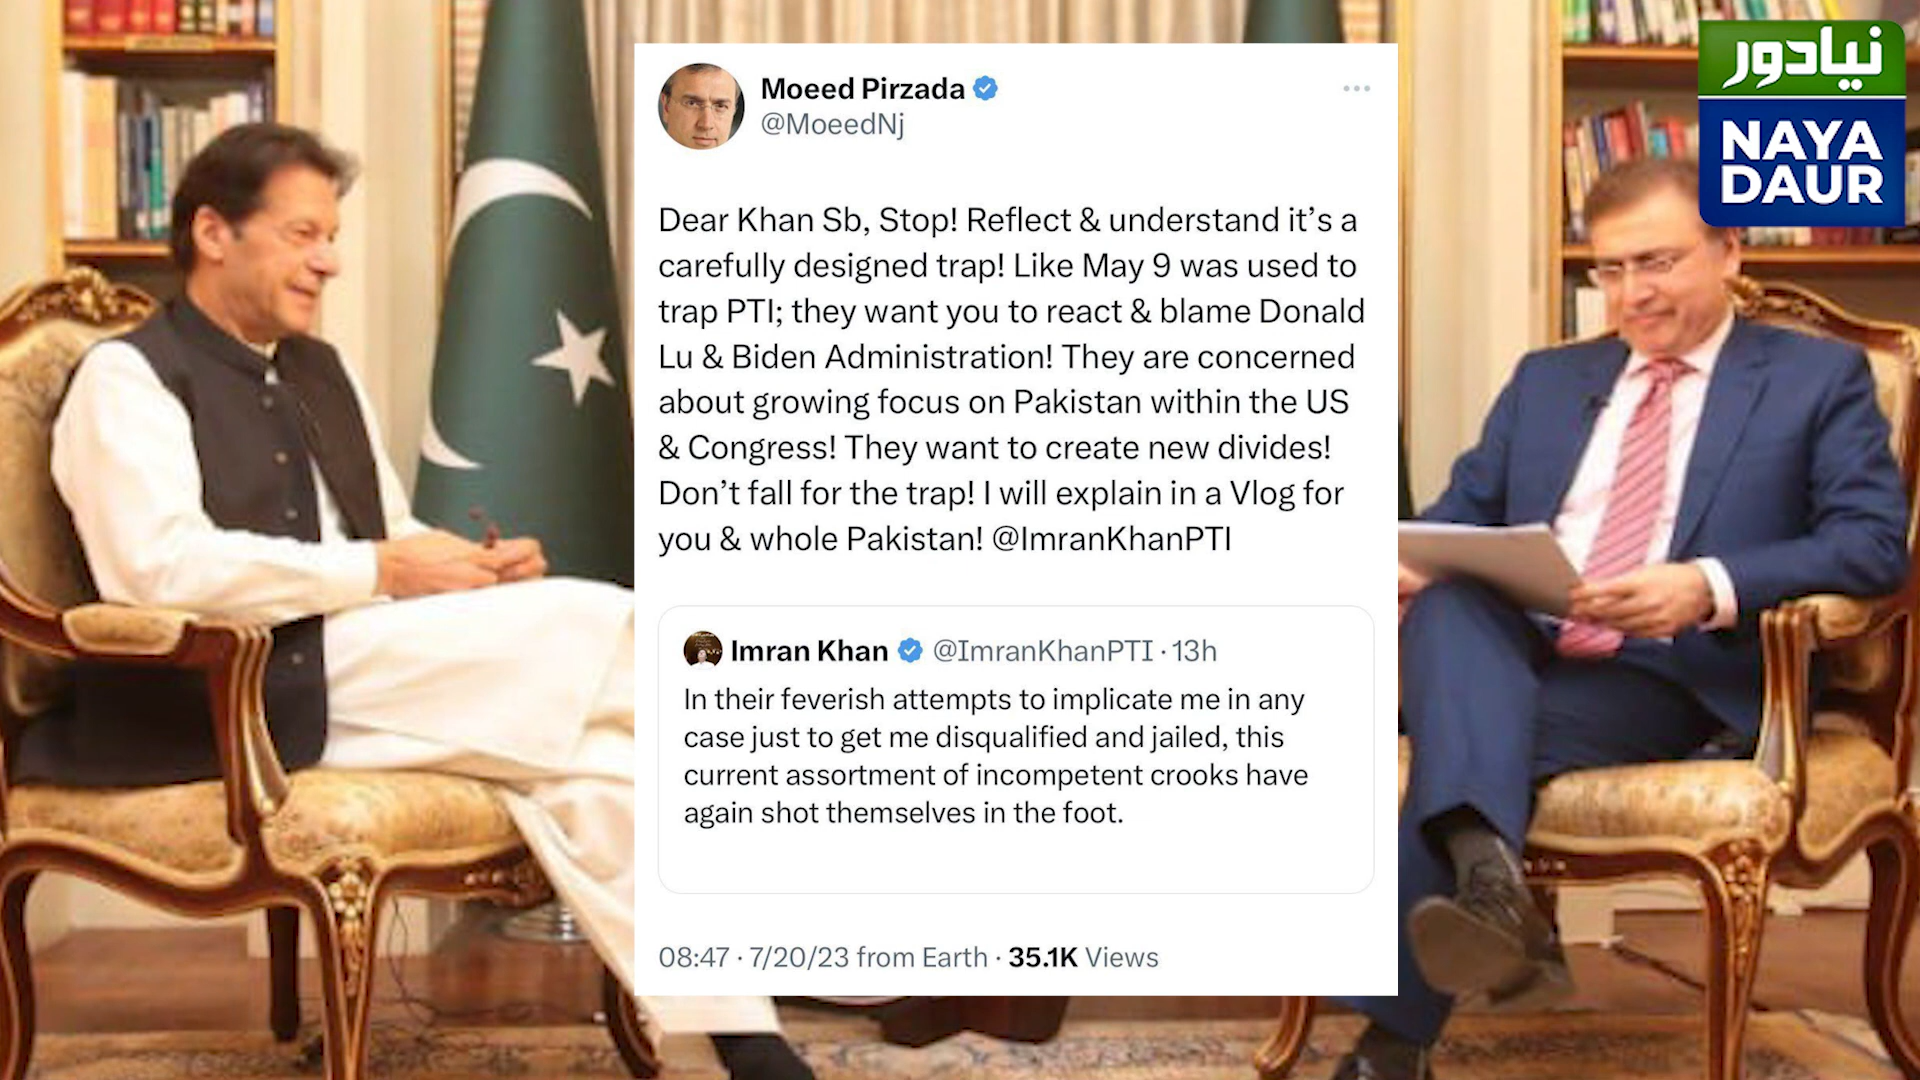 نیادور
NAYA
DAUR
Moeed Pirzada
@MoeedNj
Dear Khan Sb, Stop! Reflect & understand it’s a
carefully designed trap! Like May 9 was used to
trap PTI; they want you to react & blame Donald
Lu & Biden Administration! They are concerned
about growing focus on Pakistan within the US
& Congress! They want to create new divides!
Don’t fall for the trap! I will explain in a Vlog for
you & whole Pakistan! @ImranKhanPTI
Imran Khan @ImranKhanPTI · 13h
In their feverish attempts to implicate me in any
case just to get me disqualified and jailed, this
current assortment of incompetent crooks have
again shot themselves in the foot.
08:47 · 7/20/23 from Earth · 35.1K Views